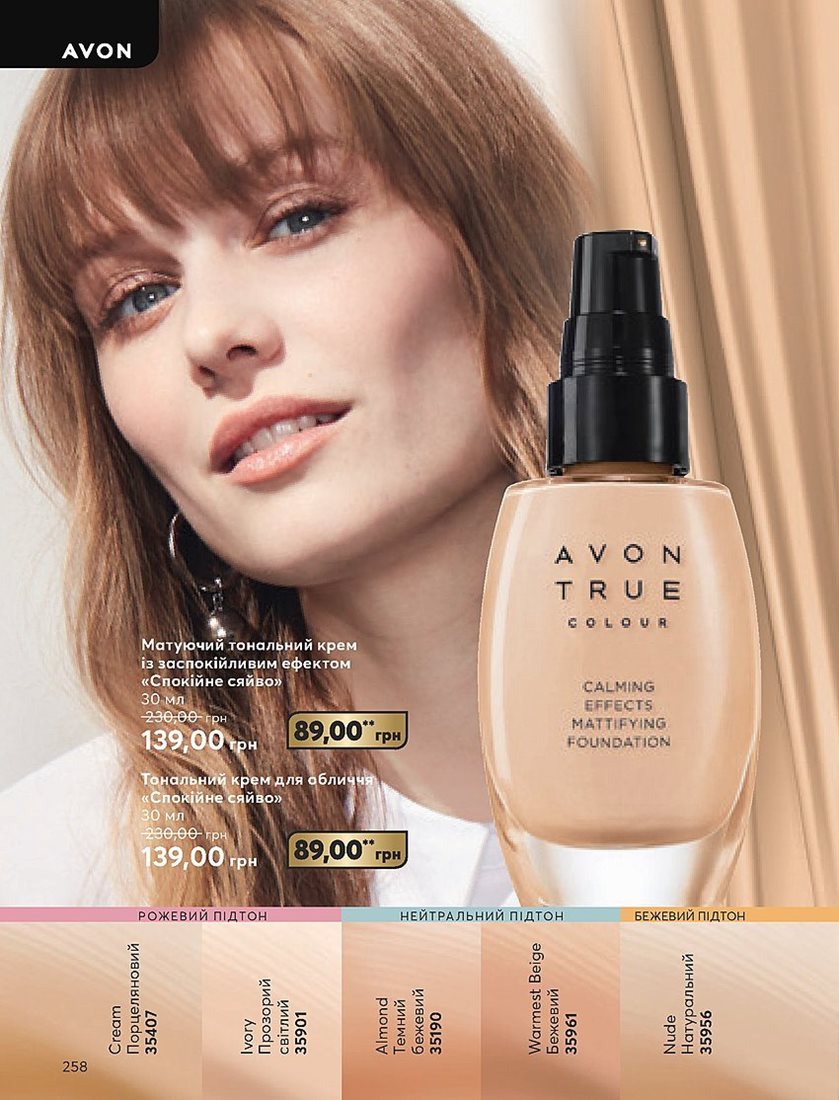 AVON
AVON
TRUE
COLOUR
CALMING
EFFECTS
MATTIFYING
FOUNDATION
Матуючий тональний крем
із заспокійливим ефектом
«Спокійне сяйво»
30 мл
230,00 грн
139,00 грн
89,00** грн
Тональний крем для обличчя
«Спокійне сяйво»
30 мл
230,00 грн
139,00 грн
89,00** грн
РОЖЕВИЙ ПІДТОН
НЕЙТРАЛЬНИЙ ПІДТОН
БЕЖЕВИЙ ПІДТОН
Cream
Порцеляновий
35407
Ivory
Прозорий
світлий
35901
Almond
Темний
бежевий
35190
Warmest Beige
Бежевий
35961
Nude
Натуральний
35956
258